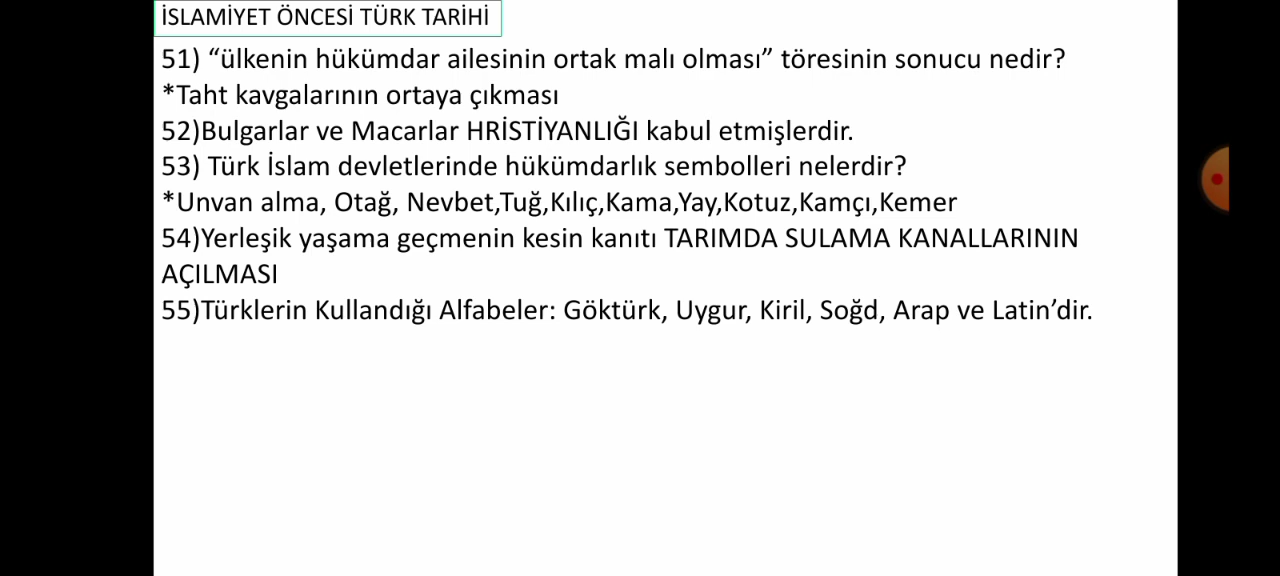 İSLAMİYET ÖNCESİ TÜRK TARİHİ
51) “ülkenin hükümdar ailesinin ortak malı olması” töresinin sonucu nedir?
*Taht kavgalarının ortaya çıkması
52)Bulgarlar ve Macarlar HRİSTİYANLIĞI kabul etmişlerdir.
53) Türk İslam devletlerinde hükümdarlık sembolleri nelerdir?
*Unvan alma, Otağ, Nevbet,Tuğ,Kılıç,Kama,Yay,Kotuz,Kamçı,Kemer
54)Yerleşik yaşama geçmenin kesin kanıtı TARIMDA SULAMA KANALLARININ
AÇILMASI
55)Türklerin Kullandığı Alfabeler: Göktürk, Uygur, Kiril, Soğd, Arap ve Latin’dir.